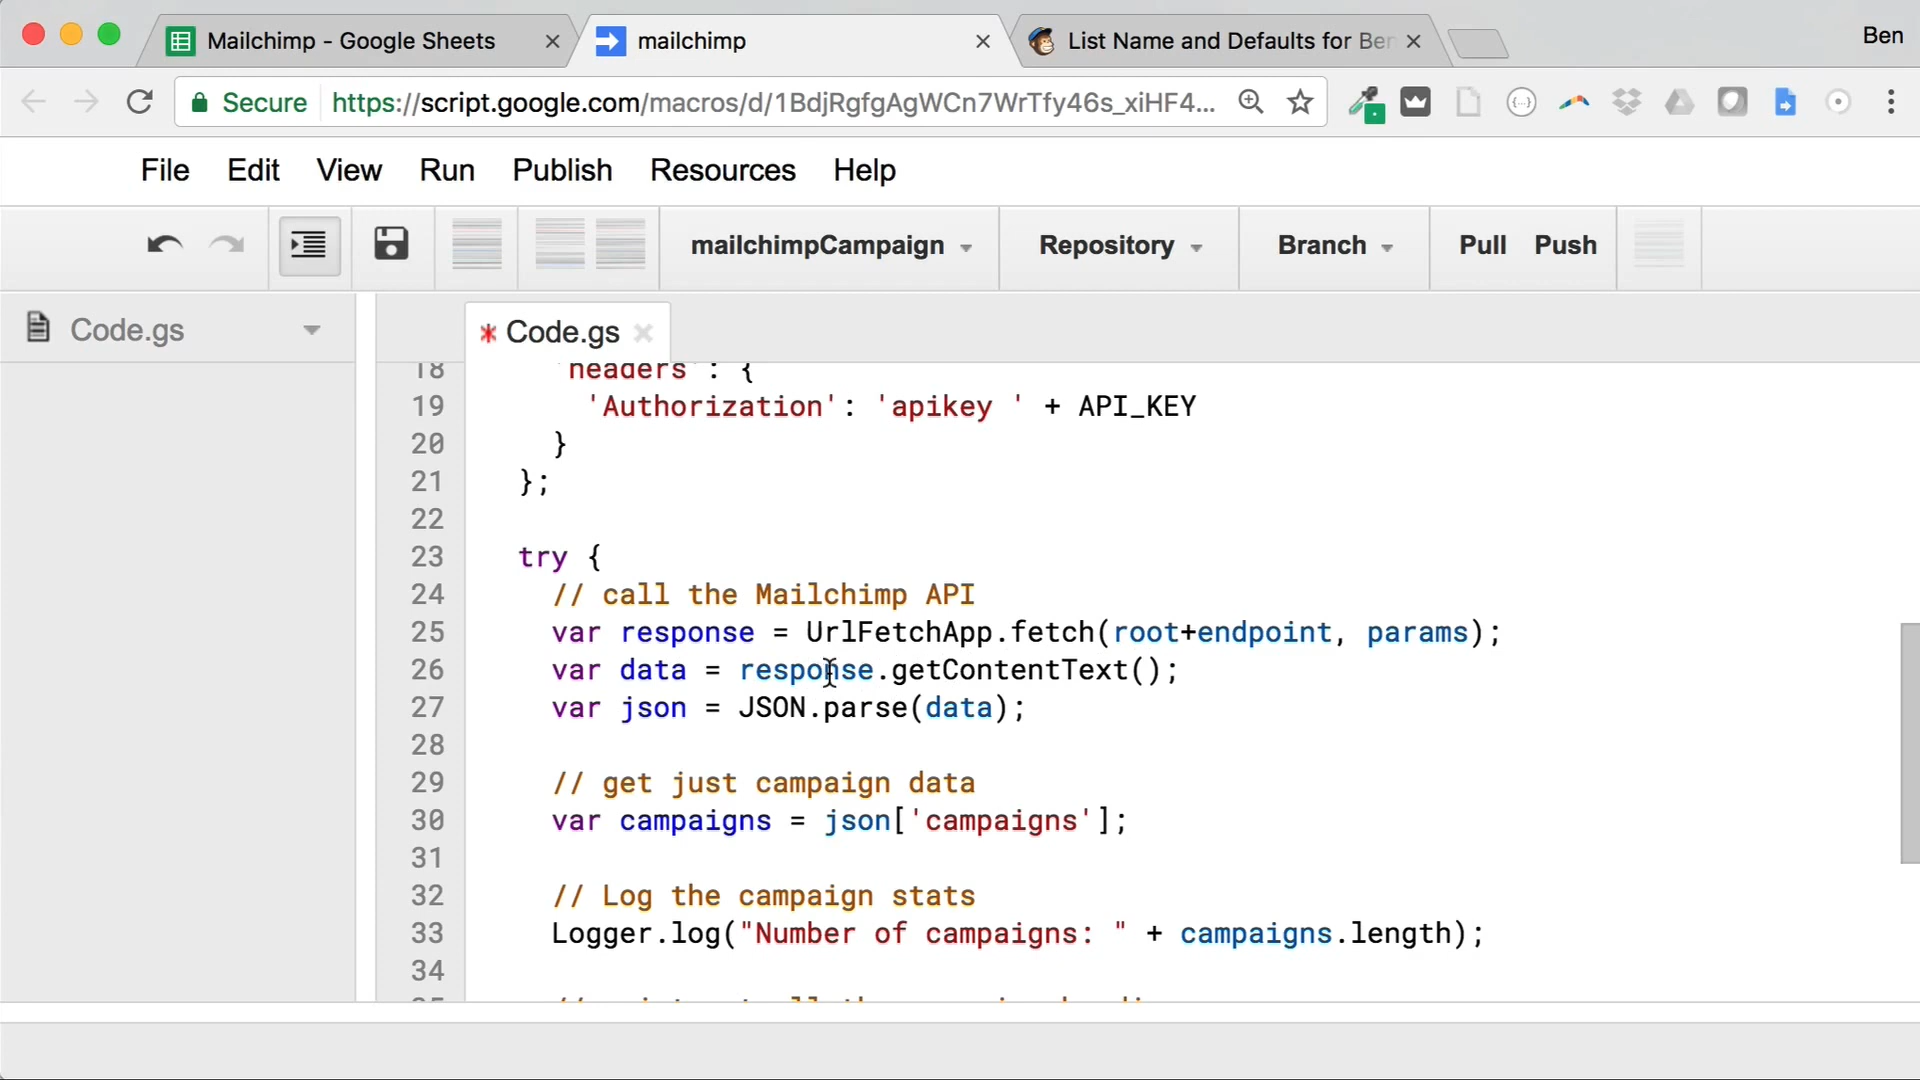 Mailchimp - Google Sheets
mailchimp
List Name and Defaults for Ber
Ben
Secure
https://script.google.com/macros/d/1BdjRgfgAgWCn7WrTfy46s_xiHF4...
File Edit View Run Publish Resources Help
mailchimpCampaign Repository Branch Pull Push
Code.gs
* Code.gs
18 'headers': {
19 'Authorization': 'apikey ' + API_KEY
20 }
21 };
22
23 try {
24 // call the Mailchimp API
25 var response = UrlFetchApp.fetch(root+endpoint, params);
26 var data = response.getContentText();
27 var json = JSON.parse(data);
28
29 // get just campaign data
30 var campaigns = json['campaigns'];
31
32 // Log the campaign stats
33 Logger.log("Number of campaigns: " + campaigns.length);
34